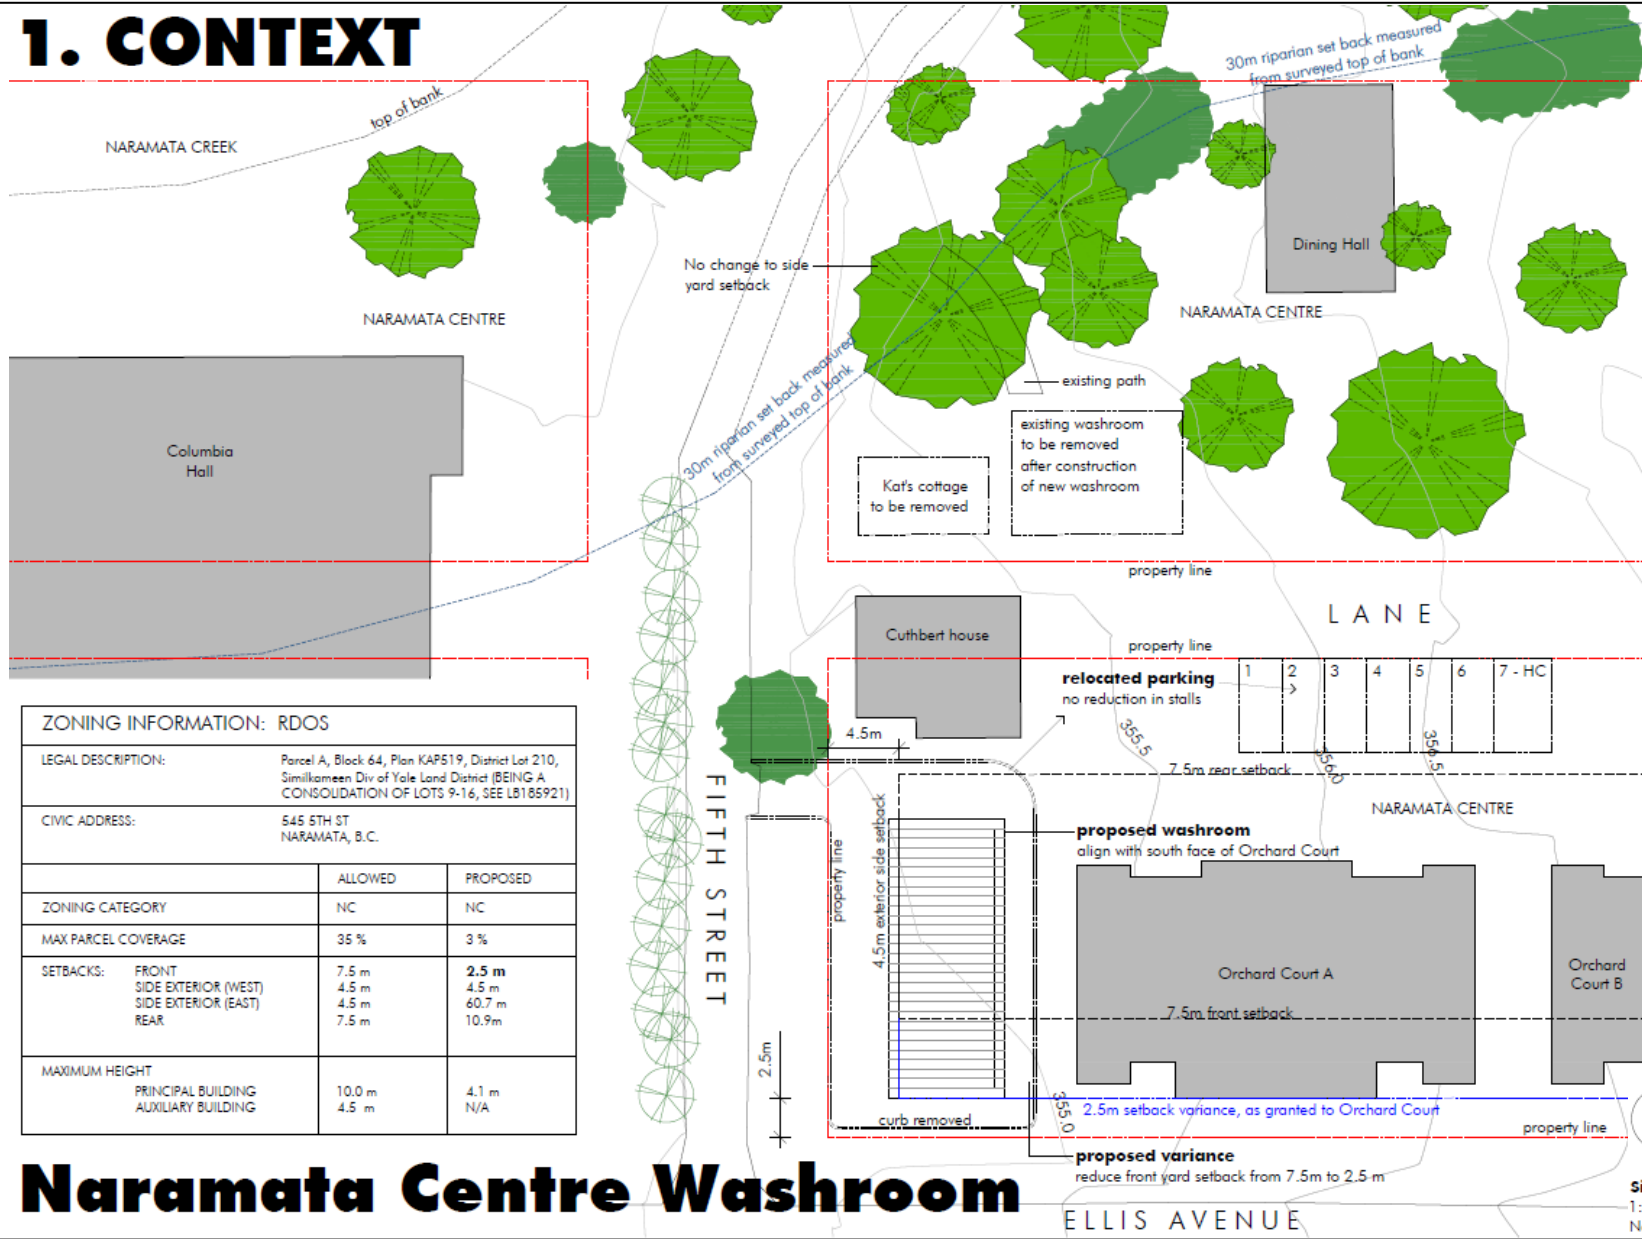 1. CONTEXT
top of bank
NARAMATA CREEK
30m riparian set back measured
from surveyed top of bank
Dining Hall
No change to side
yard setback
NARAMATA CENTRE
NARAMATA CENTRE
30m riparian set back measured
from surveyed top of bank
existing path
existing washroom
to be removed
after construction
of new washroom
Kat's cottage
to be removed
Columbia
Hall
property line
LANE
Cuthbert house
property line
relocated parking
no reduction in stalls
1 2 3 4 5 6 7 - HC
4.5m
355.5
356.0
356.5
7.5m rear setback
NARAMATA CENTRE
ZONING INFORMATION: RDOS
LEGAL DESCRIPTION: Parcel A, Block 64, Plan KAP519, District Lot 210,
Similkameen Div of Yale Land District (BEING A
CONSOLIDATION OF LOTS 9-16, SEE LB185921)
CIVIC ADDRESS: 545 5TH ST
NARAMATA, B.C.
ALLOWED PROPOSED
ZONING CATEGORY NC NC
MAX PARCEL COVERAGE 35 % 3 %
SETBACKS: FRONT 7.5 m 2.5 m
SIDE EXTERIOR (WEST) 4.5 m 4.5 m
SIDE EXTERIOR (EAST) 4.5 m 60.7 m
REAR 7.5 m 10.9m
MAXIMUM HEIGHT
PRINCIPAL BUILDING 10.0 m 4.1 m
AUXILIARY BUILDING 4.5 m N/A
FIFTH STREET
property line
4.5m exterior side setback
proposed washroom
align with south face of Orchard Court
Orchard Court A
Orchard
Court B
7.5m front setback
2.5m
355.0
2.5m setback variance, as granted to Orchard Court
curb removed
property line
proposed variance
reduce front yard setback from 7.5m to 2.5 m
Naramata Centre Washroom
ELLIS AVENUE
Si
1:
N